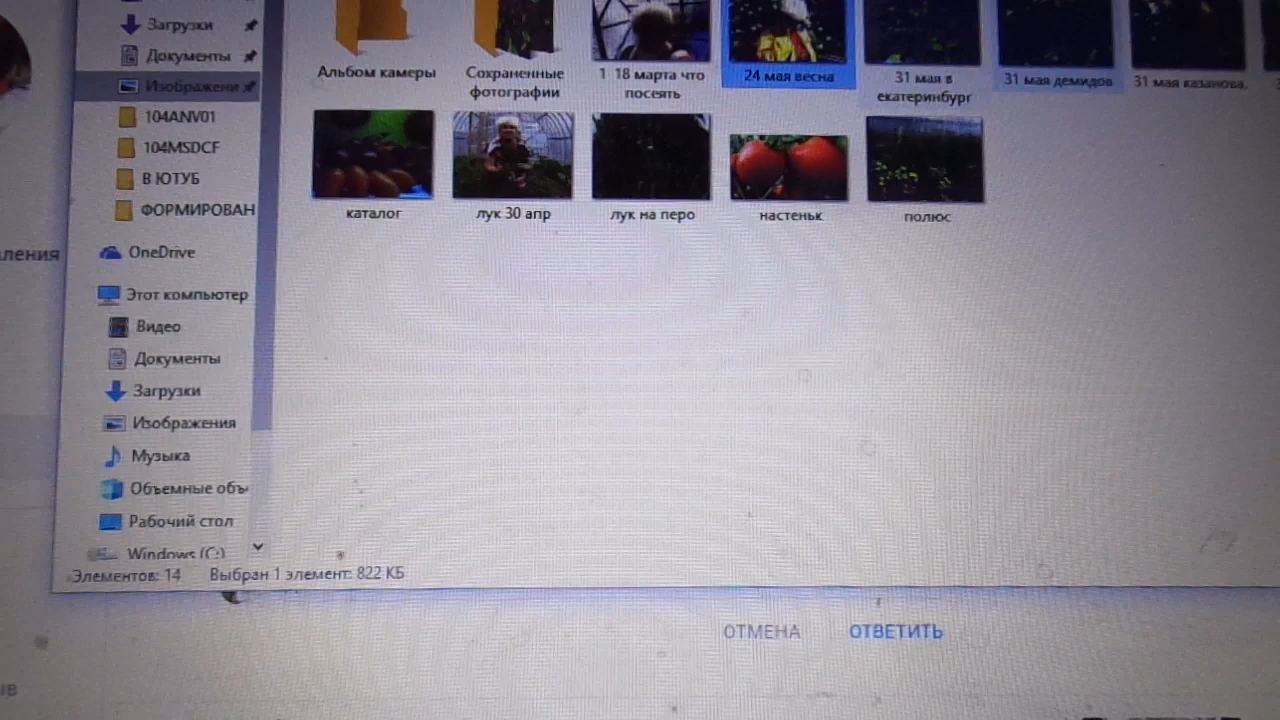 Загрузки
Документы
Изображени
104ANV01
104MSDCF
В ЮТУБ
ФОРМИРОВАН
OneDrive
Этот компьютер
Видео
Документы
Загрузки
Изображения
Музыка
Объемные объ
Рабочий стол
Windows (C:)
Альбом камеры
Сохраненные
фотографии
1 18 марта что
посеять
24 мая весна
31 мая в
екатеринбург
31 мая демидов
31 мая казанова
каталог
лук 30 апр
лук на перо
настеньк
полюс
Элементов: 14 Выбран 1 элемент: 822 КБ
ления
ОТМЕНА ОТВЕТИТЬ
ыв